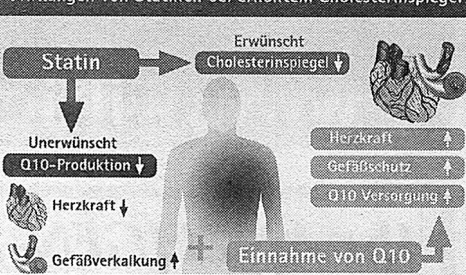 Statin
Erwünscht
Cholesterinspiegel ↓
Unerwünscht
Q10-Produktion ↓
Herzkraft ↓
Gefäßverkalkung ↑
Herzkraft ↑
Gefäßschutz ↑
Q10 Versorgung ↑
+ Einnahme von Q10